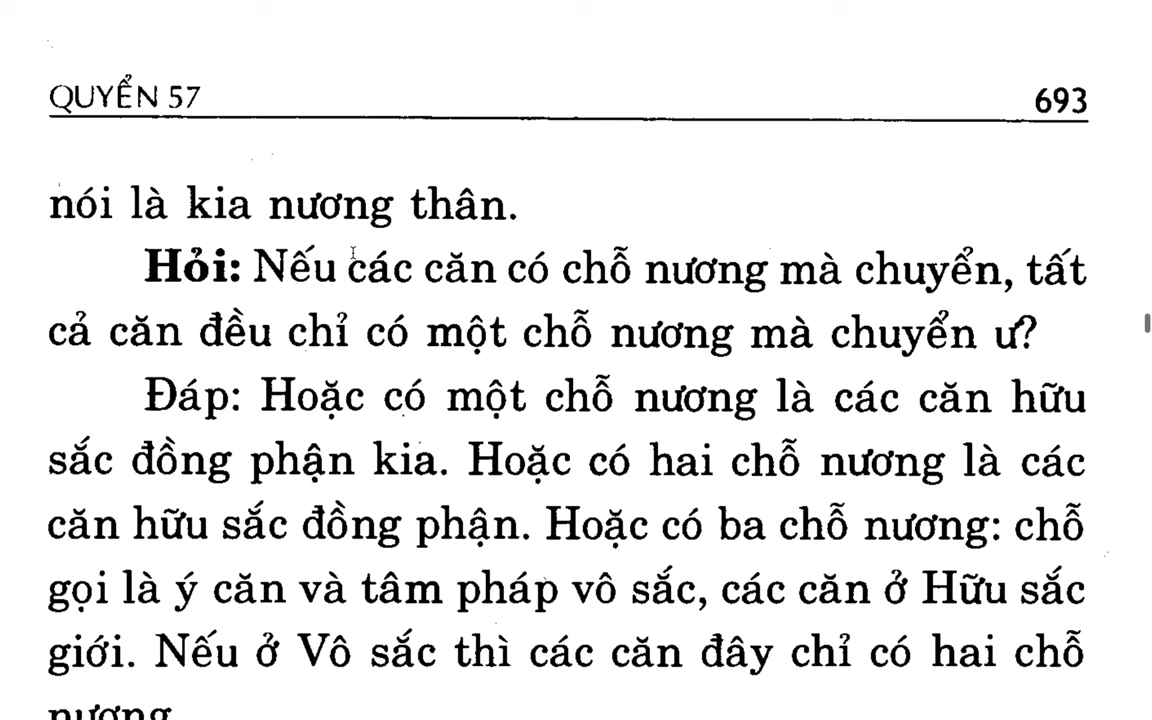 QUYỂN 57 693
nói là kia nương thân.
Hỏi: Nếu các căn có chỗ nương mà chuyển, tất
cả căn đều chỉ có một chỗ nương mà chuyển ư?
Đáp: Hoặc có một chỗ nương là các căn hữu
sắc đồng phận kia. Hoặc có hai chỗ nương là các
căn hữu sắc đồng phận. Hoặc có ba chỗ nương: chỗ
gọi là ý căn và tâm pháp vô sắc, các căn ở Hữu sắc
giới. Nếu ở Vô sắc thì các căn đây chỉ có hai chỗ
nương